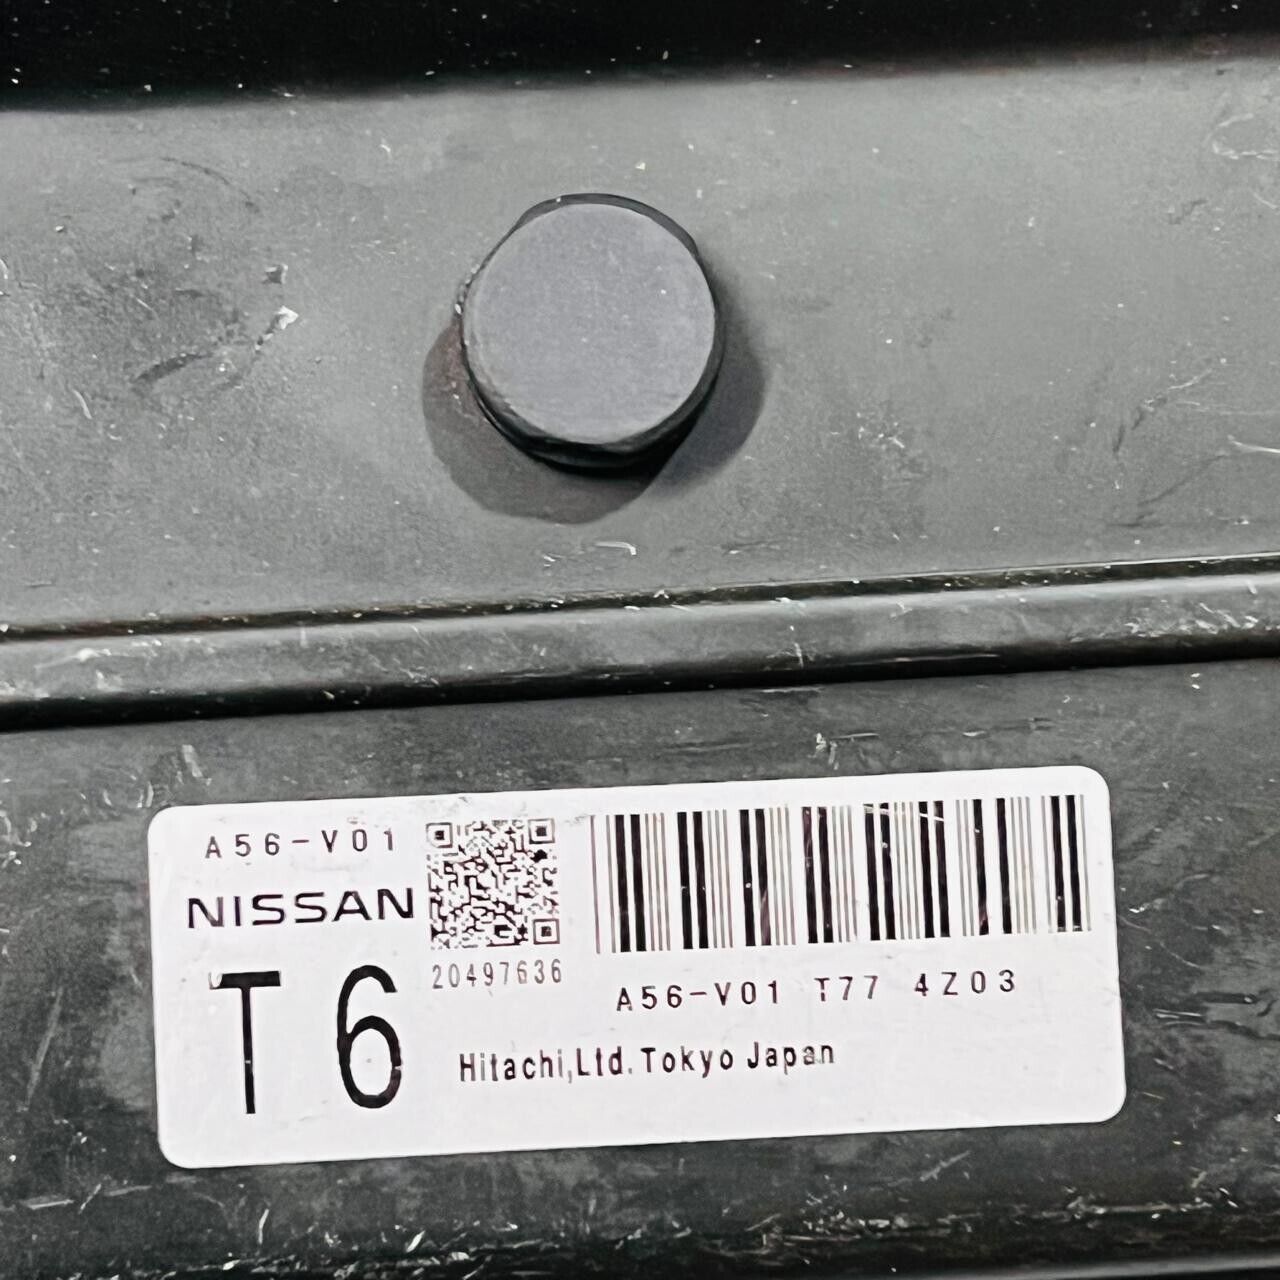 A56-V01
NISSAN
T6
20497636
A56-V01 T77 4Z03
Hitachi,Ltd.Tokyo Japan